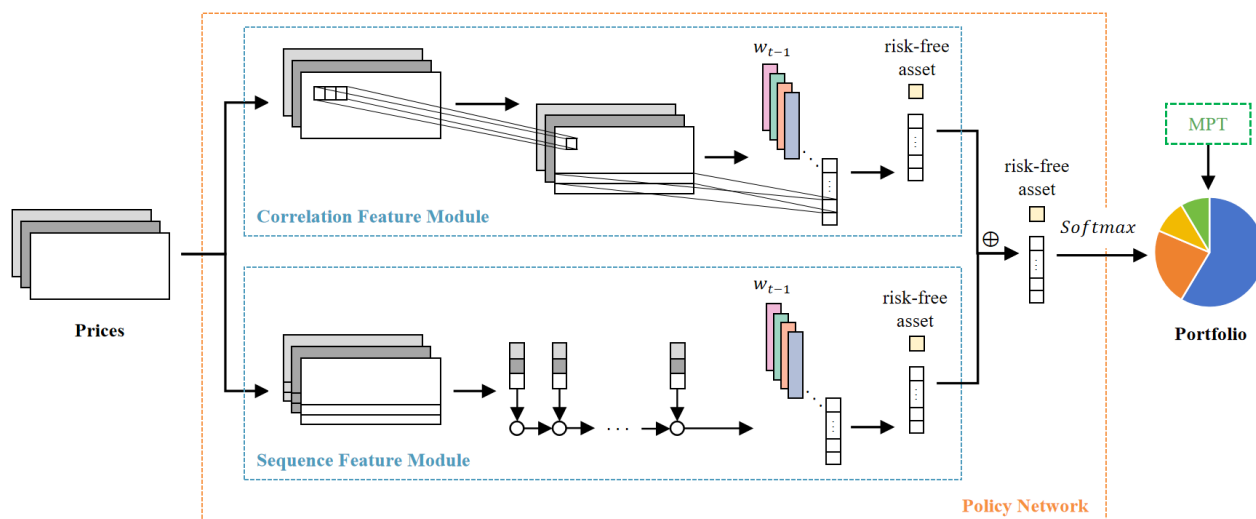 w_{t−1}
risk-free
asset
Correlation Feature Module
Prices
w_{t−1}
risk-free
asset
Sequence Feature Module
⊕
risk-free
asset
Softmax
MPT
Portfolio
Policy Network